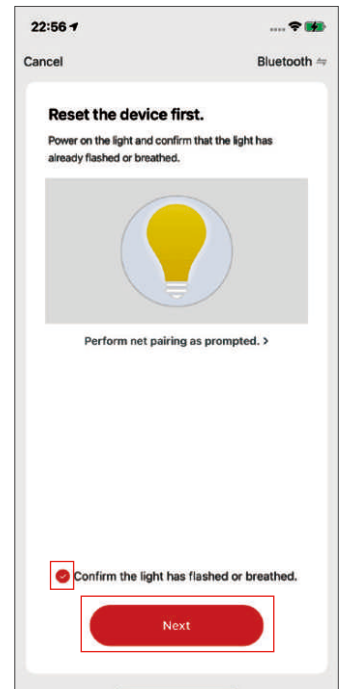 22:56
Cancel
Bluetooth
Reset the device first.
Power on the light and confirm that the light has
already flashed or breathed.
Perform net pairing as prompted. >
Confirm the light has flashed or breathed.
Next